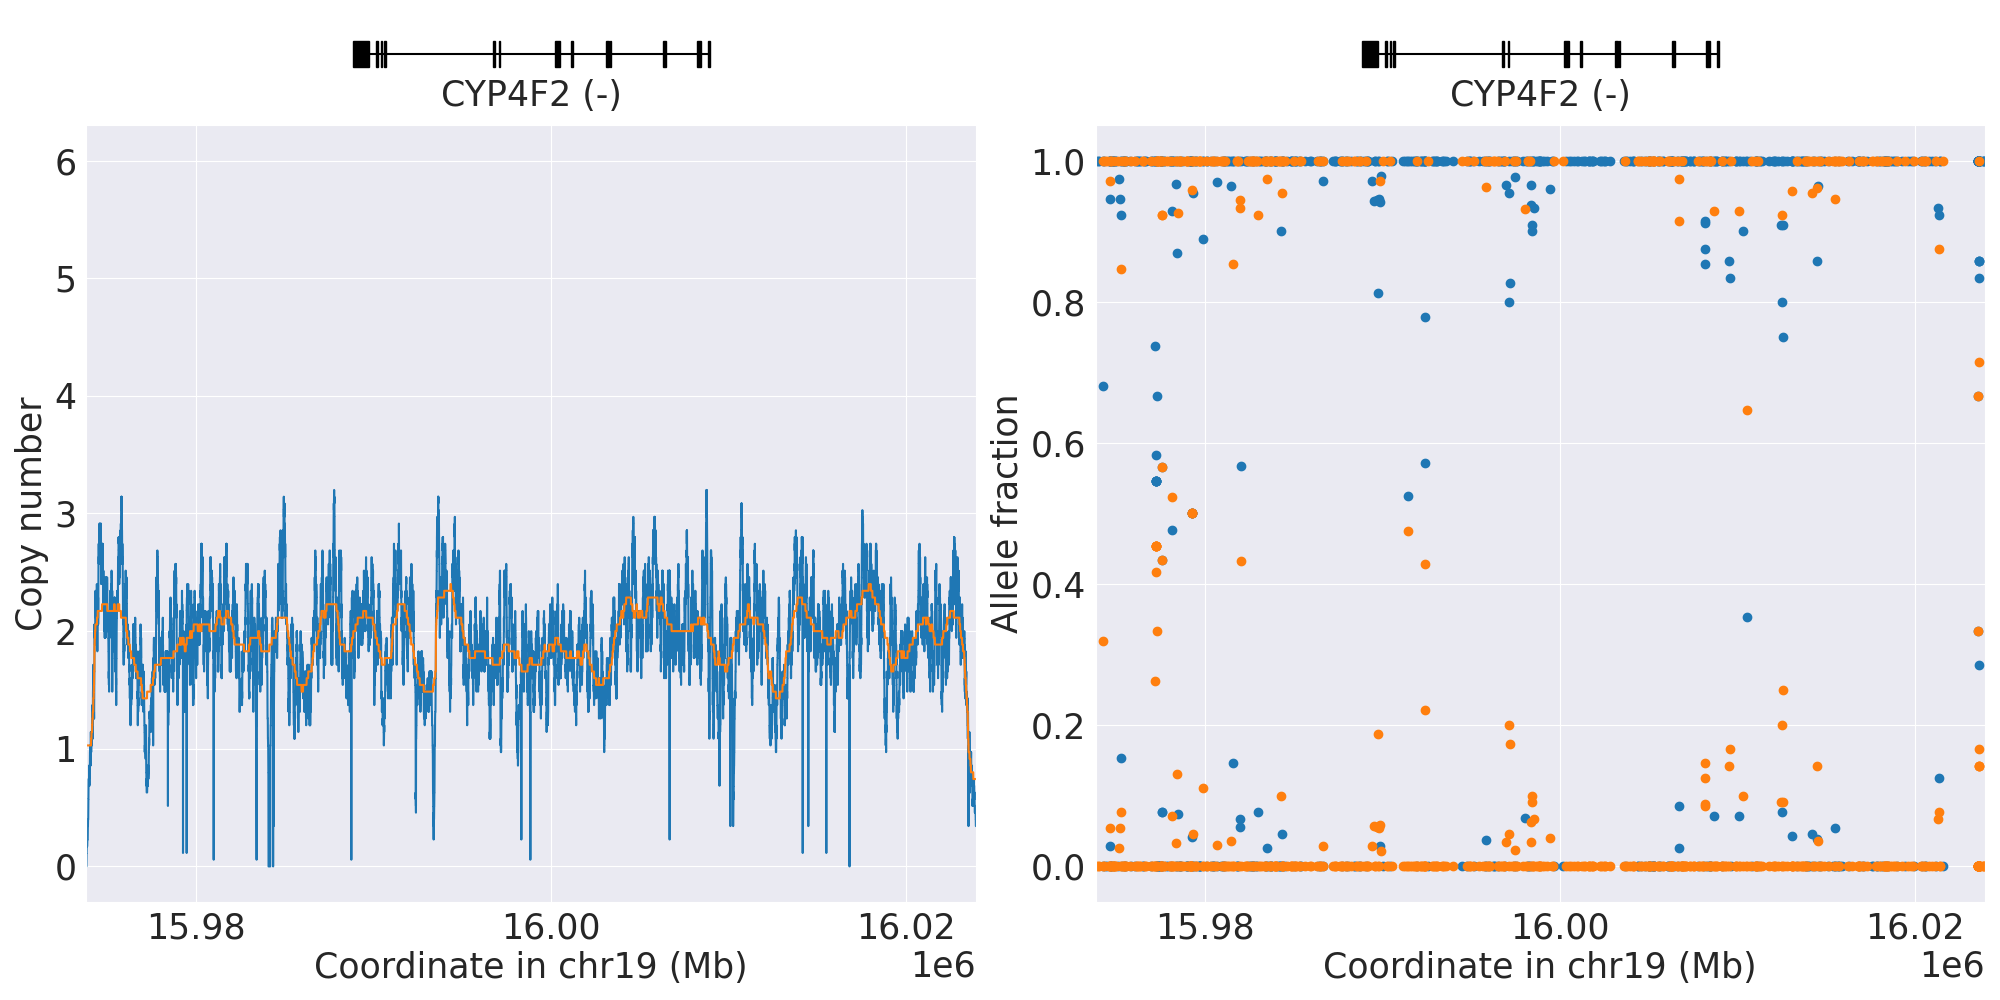 CYP4F2 (-)
Copy number
6
5
4
3
2
1
0
15.98
16.00
16.02
Coordinate in chr19 (Mb)
1e6
CYP4F2 (-)
Allele fraction
1.0
0.8
0.6
0.4
0.2
0.0
15.98
16.00
16.02
Coordinate in chr19 (Mb)
1e6